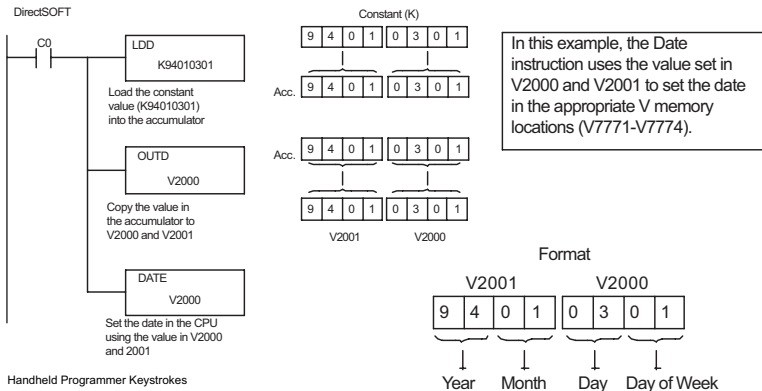 DirectSOFT
C0
LDD
K94010301
Load the constant
value (K94010301)
into the accumulator
OUTD
V2000
Copy the value in
the accumulator to
V2000 and V2001
DATE
V2000
Set the date in the CPU
using the value in V2000
and 2001
Handheld Programmer Keystrokes
Constant (K)
9 4 0 1 0 3 0 1
Acc. 9 4 0 1 0 3 0 1
Acc. 9 4 0 1 0 3 0 1
9 4 0 1 0 3 0 1
V2001 V2000
In this example, the Date
instruction uses the value set in
V2000 and V2001 to set the date
in the appropriate V memory
locations (V7771-V7774).
Format
V2001 V2000
9 4 0 1 0 3 0 1
Year Month Day Day of Week